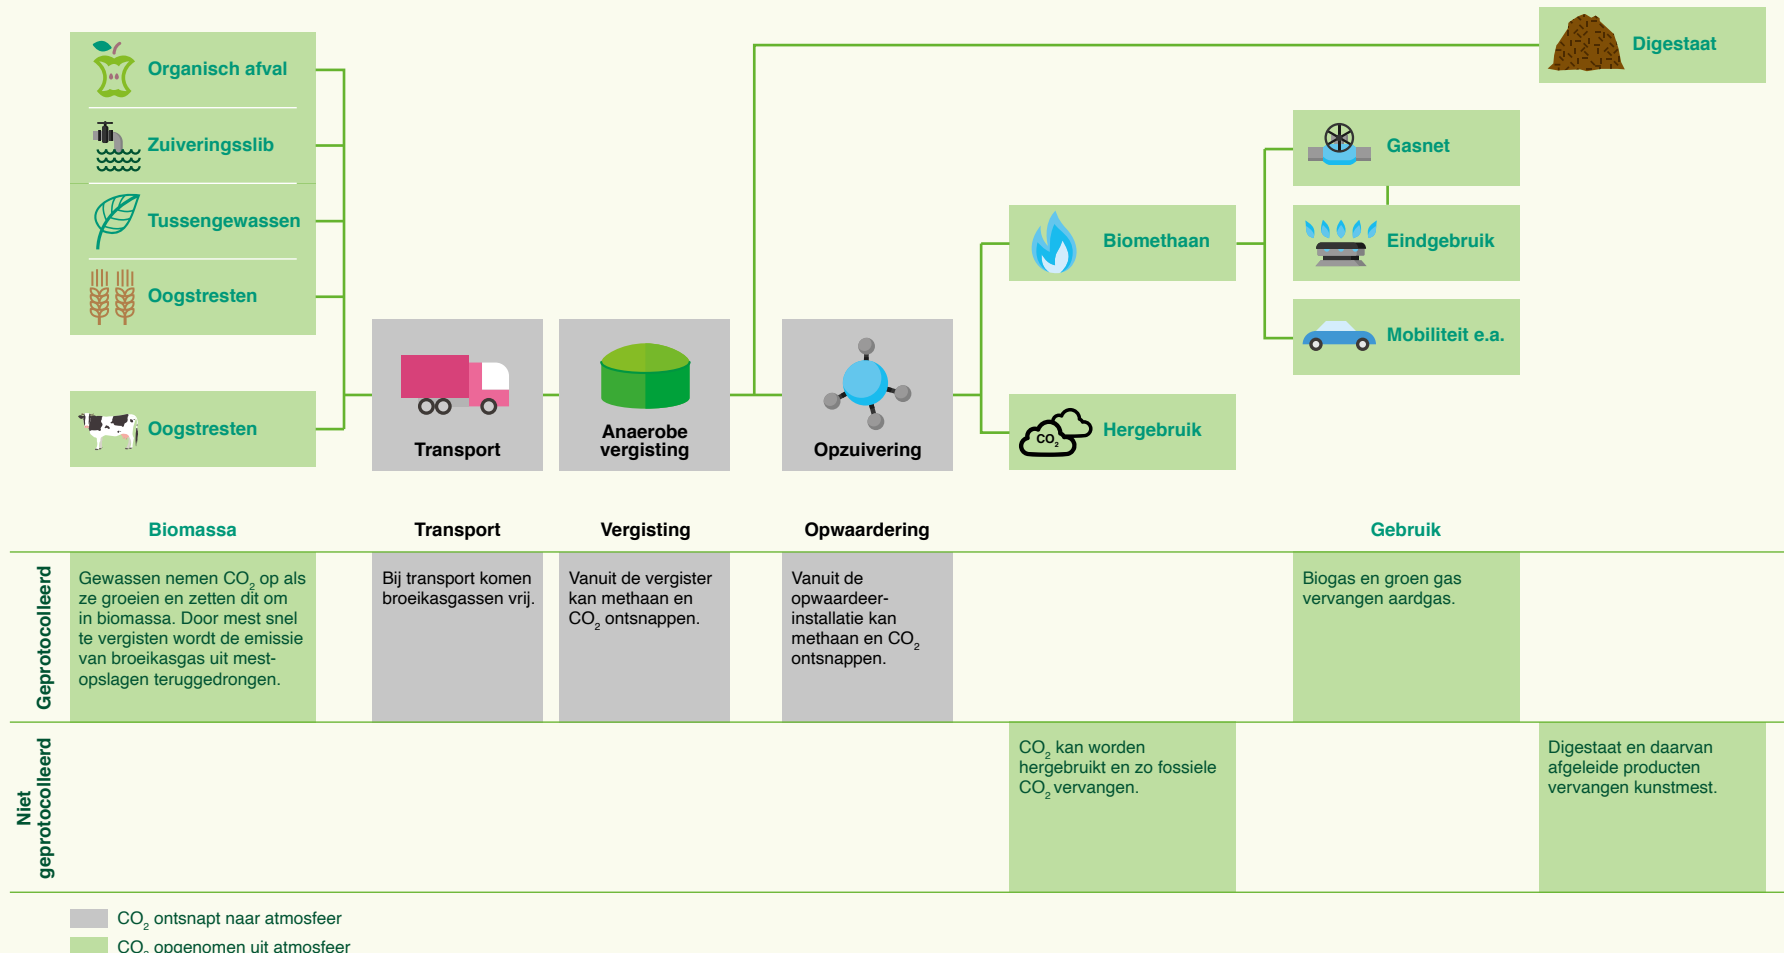 Organisch afval
Zuiveringsslib
Tussengewassen
Oogstresten
Oogstresten
Transport
Anaerobe
vergisting
Opzuivering
Biomethaan
CO₂
Hergebruik
Gasnet
Eindgebruik
Mobiliteit e.a.
Digestaat
Biomassa
Transport
Vergisting
Opwaardering
Gebruik
Geprotocolleerd
Gewassen nemen CO₂ op als
ze groeien en zetten dit om
in biomassa. Door mest snel
te vergisten wordt de emissie
van broeikasgas uit mest-
opslagen teruggedrongen.
Bij transport komen
broeikasgassen vrij.
Vanuit de vergister
kan methaan en
CO₂ ontsnappen.
Vanuit de
opwaardeer-
installatie kan
methaan en CO₂
ontsnappen.
Biogas en groen gas
vervangen aardgas.
Niet
geprotocolleerd
CO₂ kan worden
hergebruikt en zo fossiele
CO₂ vervangen.
Digestaat en daarvan
afgeleide producten
vervangen kunstmest.
CO₂ ontsnapt naar atmosfeer
CO₂ opgenomen uit atmosfeer